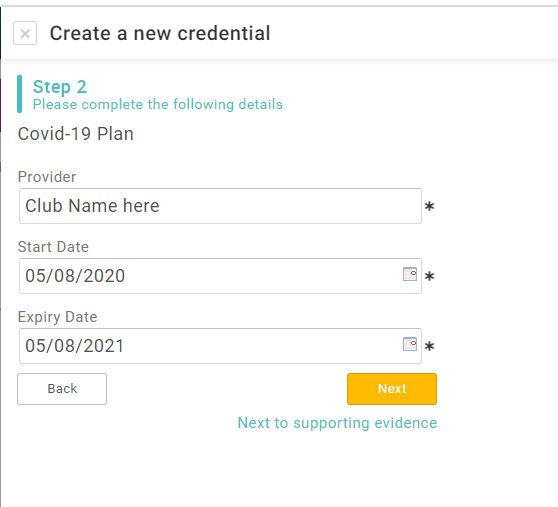 Create a new credential
Step 2
Please complete the following details
Covid-19 Plan
Provider
Club Name here
*
Start Date
05/08/2020
*
Expiry Date
05/08/2021
*
Back
Next
Next to supporting evidence